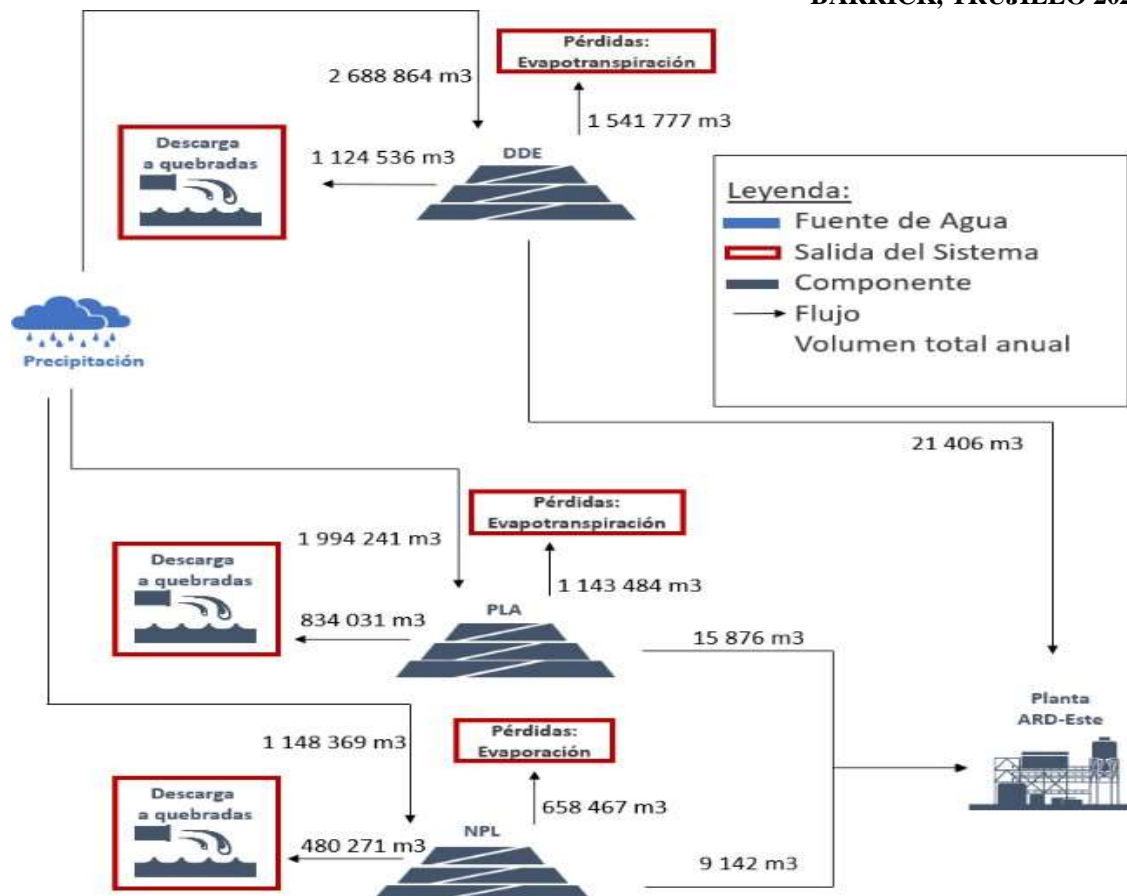 BARRICK, TRUJILLO 202
Pérdidas:
Evapotranspiración
2 688 864 m3
1 541 777 m3
Descarga
a quebradas
1 124 536 m3
DDE
Leyenda:
Fuente de Agua
Salida del Sistema
Componente
Flujo
Volumen total anual
Precipitación
21 406 m3
Pérdidas:
Evapotranspiración
1 994 241 m3
1 143 484 m3
Descarga
a quebradas
834 031 m3
PLA
15 876 m3
Planta
ARD-Este
Pérdidas:
Evaporación
1 148 369 m3
658 467 m3
Descarga
a quebradas
480 271 m3
NPL
9 142 m3